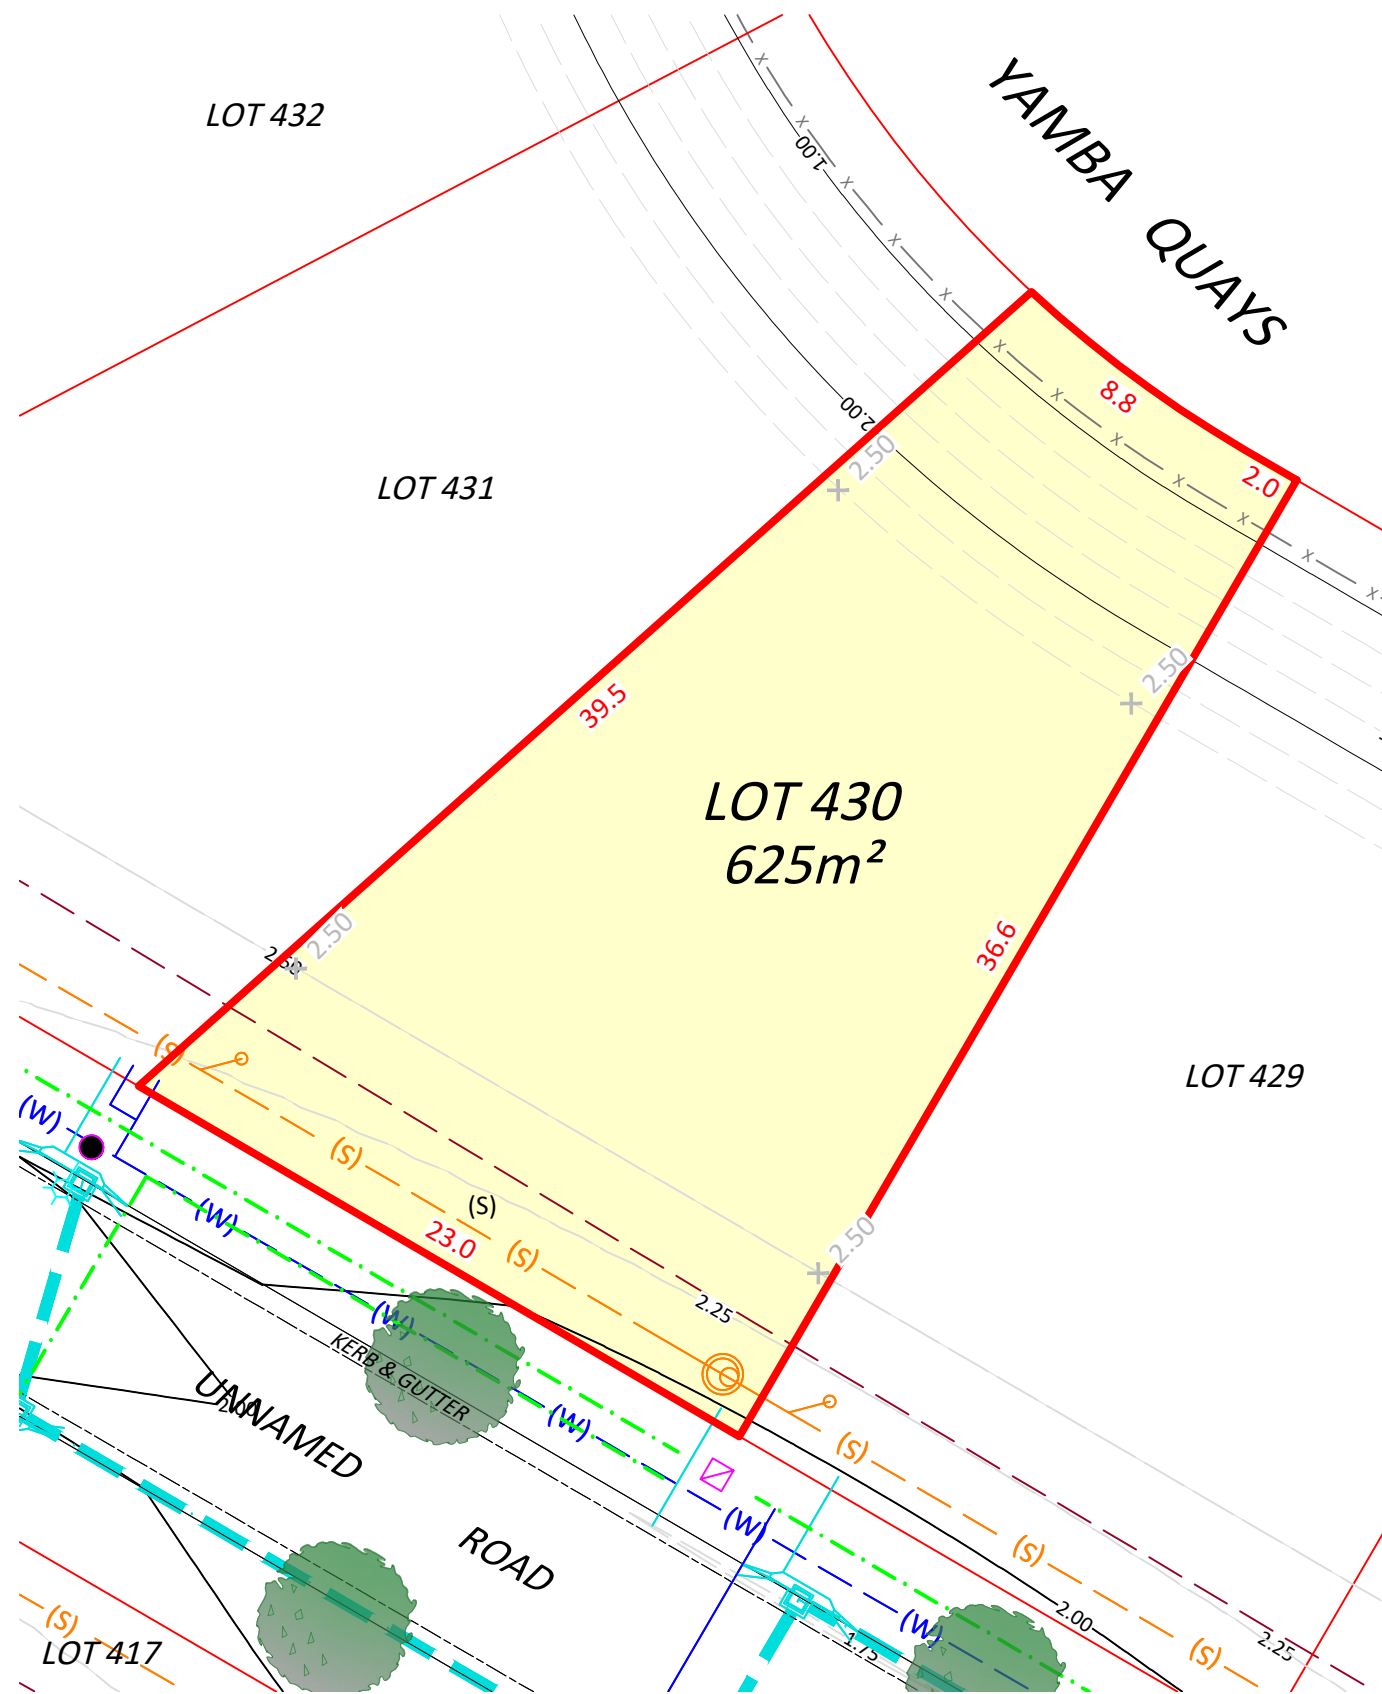 LOT 432
YAMBA QUAYS
1.00
8.8
2.0
2.00
2.50
LOT 431
2.50
39.5
LOT 430
625m²
36.6
2.50
LOT 429
(S)
(W)
(S)
(S)
(W)
23.0
(S)
2.50
2.25
(W)
KERB & GUTTER
UNNAMED
ROAD
(W)
(S)
(W)
(S)
2.00
(W)
1.75
2.25
(S)
(S)
LOT 417